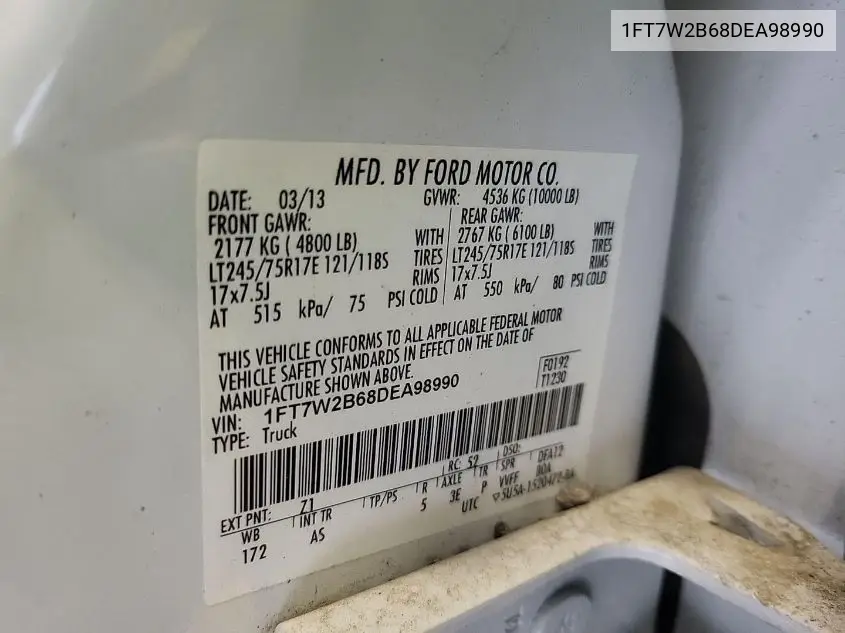 1FT7W2B68DEA98990
MFD. BY FORD MOTOR CO.
DATE: 03/13 GVWR: 4536 KG (10000 LB)
FRONT GAWR: REAR GAWR:
2177 KG ( 4800 LB) WITH 2767 KG ( 6100 LB) WITH
LT245/75R17E 121/118S TIRES LT245/75R17E 121/118S TIRES
17x7.5J RIMS 17x7.5J RIMS
AT 515 kPa/ 75 PSI COLD AT 550 kPa/ 80 PSI COLD
THIS VEHICLE CONFORMS TO ALL APPLICABLE FEDERAL MOTOR
VEHICLE SAFETY STANDARDS IN EFFECT ON THE DATE OF
MANUFACTURE SHOWN ABOVE.
F0192
T1230
VIN: 1FT7W2B68DEA98990
TYPE: Truck
EXT PNT: Z1 RC: 52 DSO:
WB INT TR TP/PS R AXLE TR SPR DFA12
172 AS 5 3E P VVFF BOA
UTC